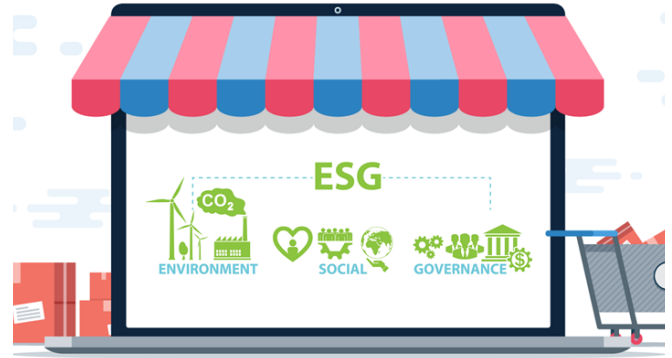 ESG
CO2
ENVIRONMENT
SOCIAL
GOVERNANCE
$